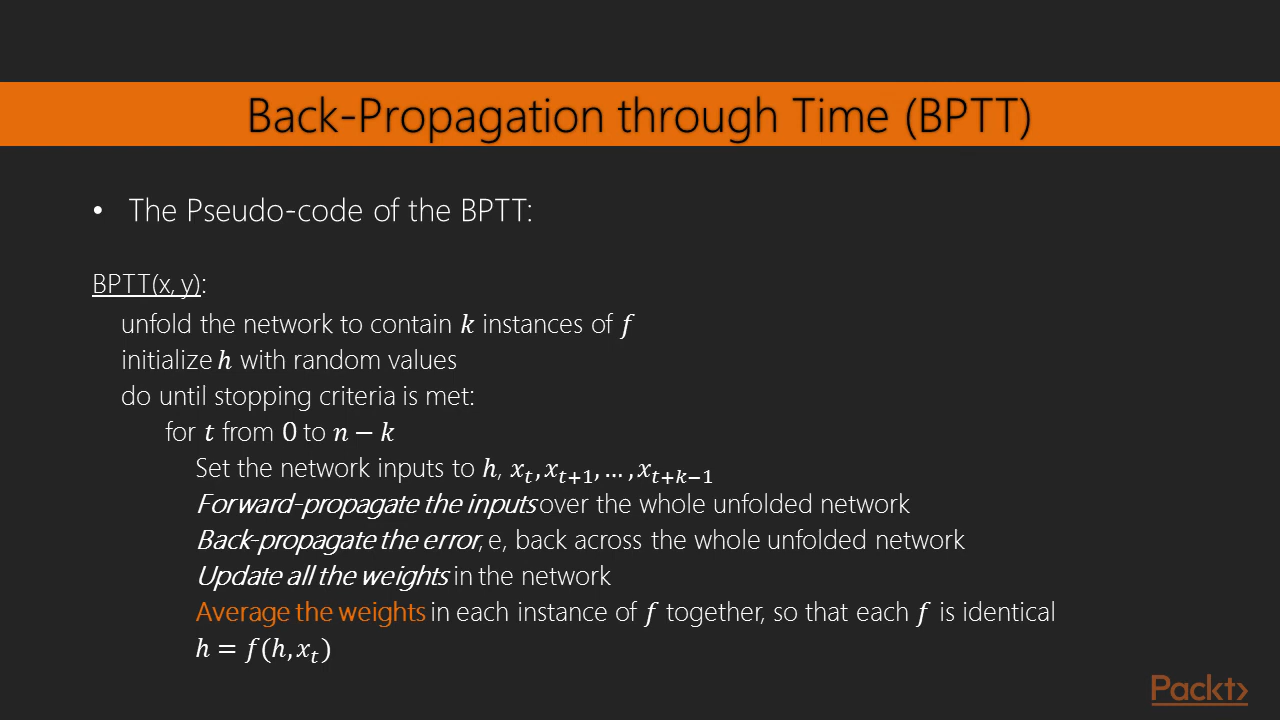 Back-Propagation through Time (BPTT)
• The Pseudo-code of the BPTT:
BPTT(x, y):
unfold the network to contain k instances of f
initialize h with random values
do until stopping criteria is met:
for t from 0 to n − k
Set the network inputs to h, xₜ, xₜ₊₁, … , xₜ₊ₖ₋₁
Forward-propagate the inputs over the whole unfolded network
Back-propagate the error, e, back across the whole unfolded network
Update all the weights in the network
Average the weights in each instance of f together, so that each f is identical
h = f(h, xₜ)
Packt>